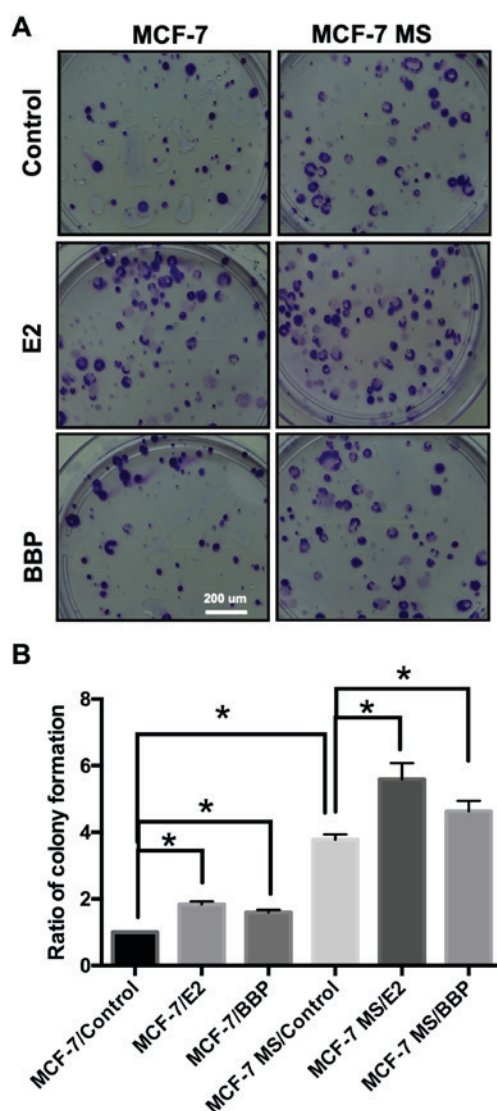 A
MCF-7
MCF-7 MS
Control
E2
BBP
200 um
B
Ratio of colony formation
8
6
4
2
0
*
*
*
*
*
MCF-7/Control
MCF-7/E2
MCF-7/BBP
MCF-7 MS/Control
MCF-7 MS/E2
MCF-7 MS/BBP